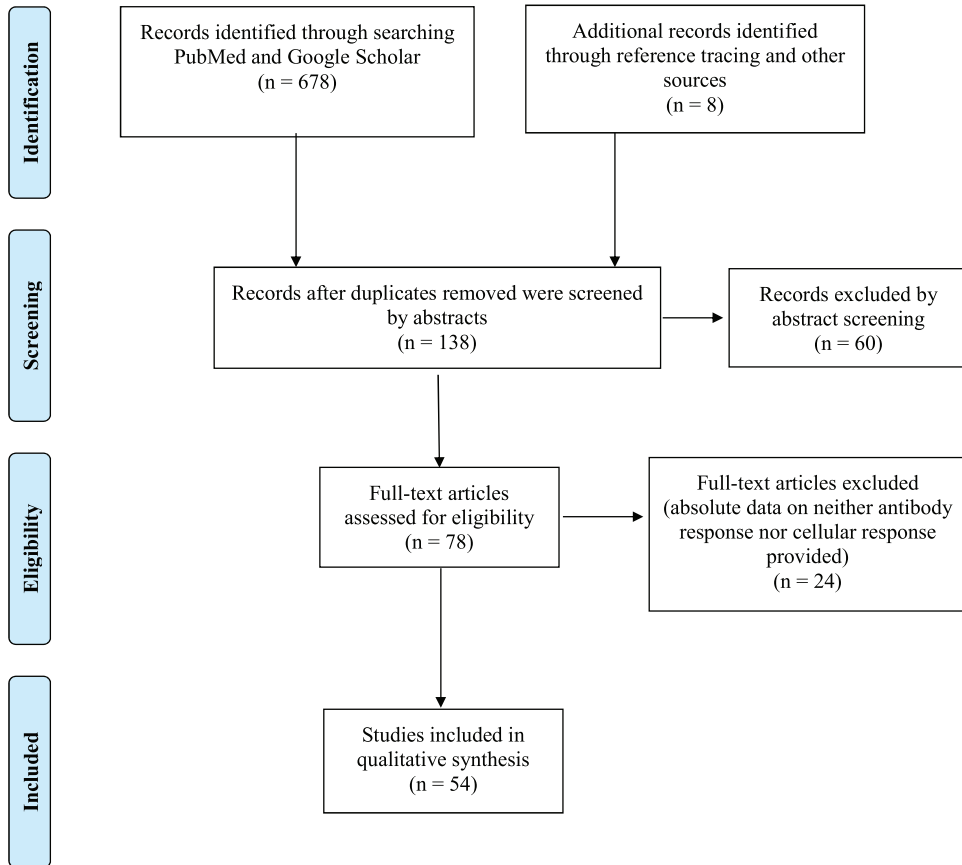 Identification
Records identified through searching
PubMed and Google Scholar
(n = 678)
Additional records identified
through reference tracing and other
sources
(n = 8)
Screening
Records after duplicates removed were screened
by abstracts
(n = 138)
Records excluded by
abstract screening
(n = 60)
Eligibility
Full-text articles
assessed for eligibility
(n = 78)
Full-text articles excluded
(absolute data on neither antibody
response nor cellular response
provided)
(n = 24)
Included
Studies included in
qualitative synthesis
(n = 54)